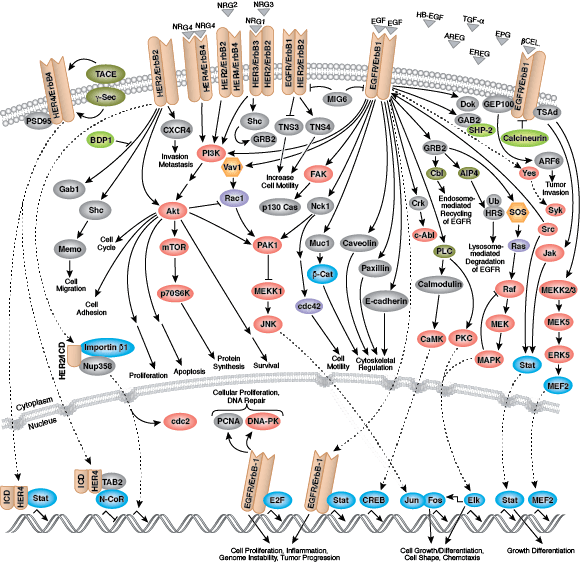 NRG4
NRG4
NRG2
NRG3
NRG1
EGF
EGF
HB-EGF
TGF-α
AREG
EREG
EPG
βCEL
HER4/ErbB4
TACE
γ-Sec
PSD95
HER2/ErbB2
HER4/ErbB4
HER2/ErbB2
HER4/ErbB4
HER3/ErbB3
HER2/ErbB2
EGFR/ErbB1
HER2/ErbB2
EGFR/ErbB1
EGFR/ErbB1
MIG6
Dok
GEP100
TSAd
GAB2
SHP-2
Calcineurin
BDP1
CXCR4
Invasion
Metastasis
Shc
GRB2
TNS3
TNS4
Increase
Cell Motility
PI3K
Vav1
Rac1
FAK
p130 Cas
Nck1
GRB2
Cbl
AIP4
Endosome-
mediated
Recycling
of EGFR
Yes
ARF6
Tumor
Invasion
Syk
Src
Jak
Crk
c-Abl
Ub
HRS
SOS
Ras
Lysosome-
mediated
Degradation
of EGFR
Gab1
Shc
Memo
Cell
Migration
Akt
Cell
Cycle
Cell
Adhesion
mTOR
p70S6K
PAK1
MEKK1
JNK
Muc1
β-Cat
cdc42
Caveolin
Paxillin
E-cadherin
PLC
Calmodulin
CaMK
PKC
Raf
MEK
MAPK
MEKK2/3
MEK5
ERK5
MEF2
Stat
HER2/ICD
Importin β1
Nup358
Proliferation
Apoptosis
Protein
Synthesis
Survival
Cell
Motility
Cytoskeletal
Regulation
Cytoplasm
Nucleus
cdc2
Cellular Proliferation,
DNA Repair
PCNA
DNA-PK
ICD
HER4
Stat
ICD
HER4
TAB2
N-CoR
EGFR/ErbB-1
E2F
EGFR/ErbB-1
Stat
CREB
Jun
Fos
Elk
Stat
MEF2
Cell Proliferation, Inflammation,
Genome Instability, Tumor Progression
Cell Growth/Differentiation,
Cell Shape, Chemotaxis
Growth Differentiation